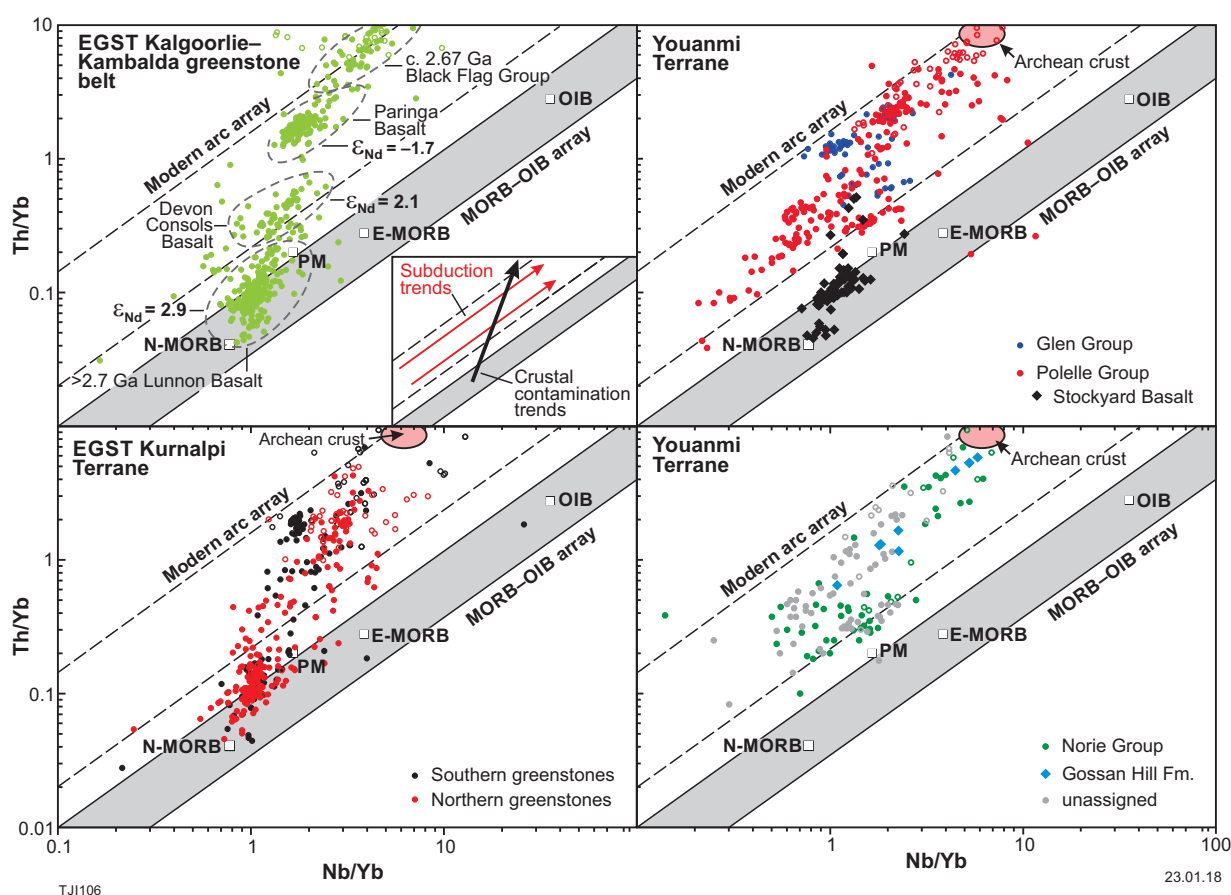 EGST Kalgoorlie–
Kambalda greenstone
belt
c. 2.67 Ga
Black Flag Group
OIB
Paringa
Basalt
εNd = –1.7
Modern arc array
MORB–OIB array
Devon
Consols
Basalt
εNd = 2.1
E-MORB
PM
εNd = 2.9
N-MORB
>2.7 Ga Lunnon Basalt
Subduction
trends
Crustal
contamination
trends
Th/Yb
10
1
0.1
Youanmi
Terrane
Archean crust
OIB
Modern arc array
MORB–OIB array
E-MORB
PM
N-MORB
Glen Group
Polelle Group
Stockyard Basalt
EGST Kurnalpi
Terrane
Archean crust
OIB
Modern arc array
MORB–OIB array
E-MORB
PM
N-MORB
Southern greenstones
Northern greenstones
Th/Yb
1
0.1
0.01
0.1
1
10
Nb/Yb
Youanmi
Terrane
Archean crust
OIB
Modern arc array
MORB–OIB array
E-MORB
PM
N-MORB
Norie Group
Gossan Hill Fm.
unassigned
1
10
100
Nb/Yb
TJI106
23.01.18